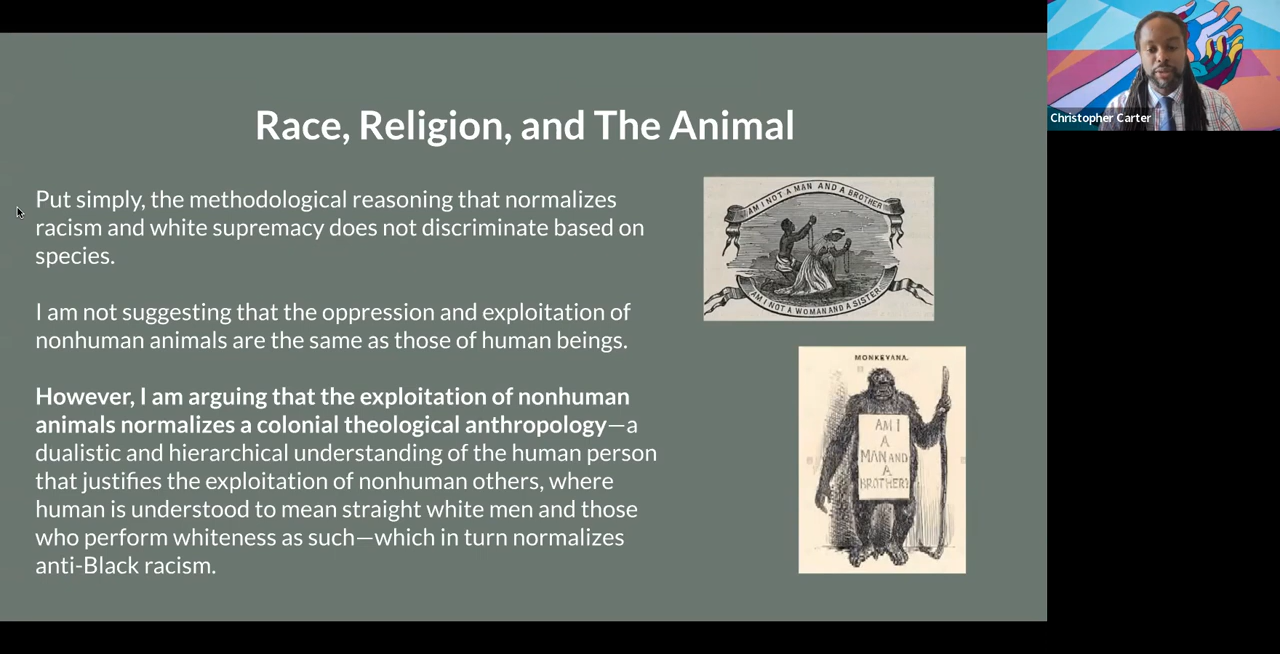 Race, Religion, and The Animal
Put simply, the methodological reasoning that normalizes
racism and white supremacy does not discriminate based on
species.
I am not suggesting that the oppression and exploitation of
nonhuman animals are the same as those of human beings.
However, I am arguing that the exploitation of nonhuman
animals normalizes a colonial theological anthropology—a
dualistic and hierarchical understanding of the human person
that justifies the exploitation of nonhuman others, where
human is understood to mean straight white men and those
who perform whiteness as such—which in turn normalizes
anti-Black racism.
AM I NOT A MAN AND A BROTHER
AM I NOT A WOMAN AND A SISTER
MONKEYANA.
AM I
A
MAN AND
A
BROTHER?
Christopher Carter